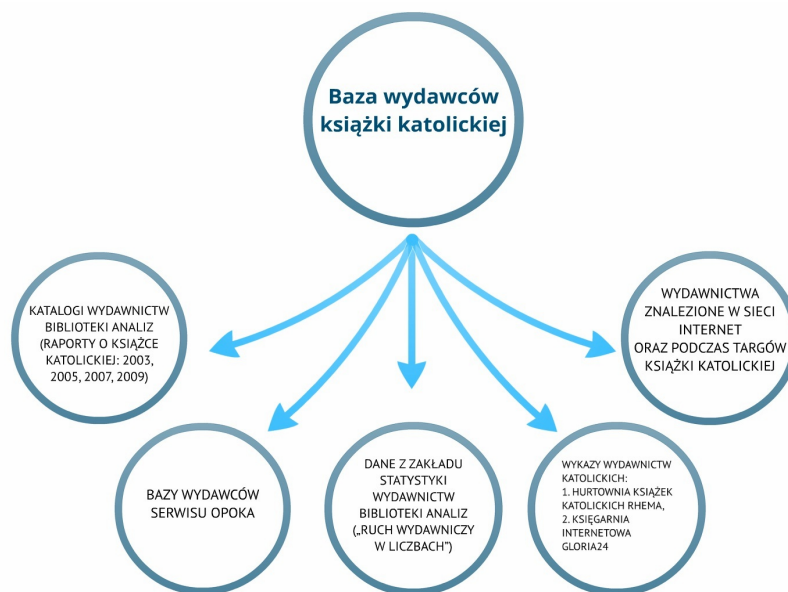 Baza wydawców
książki katolickiej
KATALOGI WYDAWNICTW
BIBLIOTEKI ANALIZ
(RAPORTY O KSIĄŻCE
KATOLICKIEJ: 2003,
2005, 2007, 2009)
BAZY WYDAWCÓW
SERWISU OPOKA
DANE Z ZAKŁADU
STATYSTYKI
WYDAWNICTW
BIBLIOTEKI ANALIZ
(„RUCH WYDAWNICZY
W LICZBACH”)
WYKAZY WYDAWNICTW
KATOLICKICH:
1. HURTOWNIA KSIĄŻEK
KATOLICKICH RHEMA,
2. KSIĘGARNIA
INTERNETOWA
GLORIA24
WYDAWNICTWA
ZNALEZIONE W SIECI
INTERNET
ORAZ PODCZAS TARGÓW
KSIĄŻKI KATOLICKIEJ